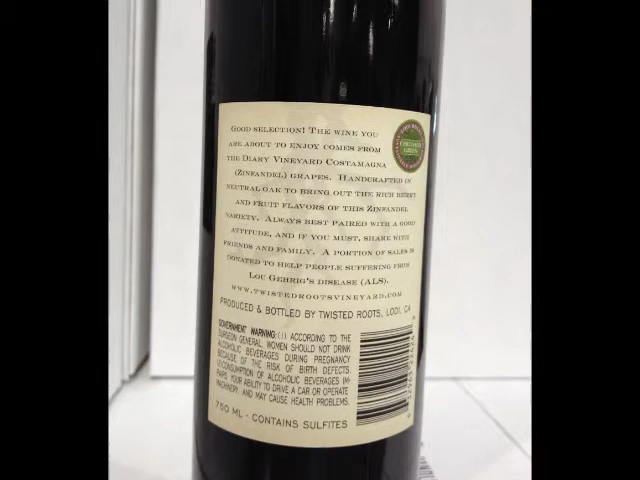 GOOD SELECTION! THE WINE YOU
ARE ABOUT TO ENJOY COMES FROM
THE DIARY VINEYARD COSTAMAGNA
(ZINFANDEL) GRAPES. HANDCRAFTED IN
NEUTRAL OAK TO BRING OUT THE RICH BERRY
AND FRUIT FLAVORS OF THIS ZINFANDEL
VARIETY. ALWAYS BEST PAIRED WITH A GOOD
ATTITUDE, AND IF YOU MUST, SHARE WITH
FRIENDS AND FAMILY. A PORTION OF SALES IS
DONATED TO HELP PEOPLE SUFFERING FROM
LOU GEHRIG'S DISEASE (ALS).
WWW.TWISTEDROOTSVINEYARD.COM
PRODUCED & BOTTLED BY TWISTED ROOTS, LODI, CA
GOVERNMENT WARNING:(1) ACCORDING TO THE
SURGEON GENERAL, WOMEN SHOULD NOT DRINK
ALCOHOLIC BEVERAGES DURING PREGNANCY
BECAUSE OF THE RISK OF BIRTH DEFECTS.
(2)CONSUMPTION OF ALCOHOLIC BEVERAGES IM-
PAIRS YOUR ABILITY TO DRIVE A CAR OR OPERATE
MACHINERY, AND MAY CAUSE HEALTH PROBLEMS.
750 ML - CONTAINS SULFITES
CERTIFIED
GREEN